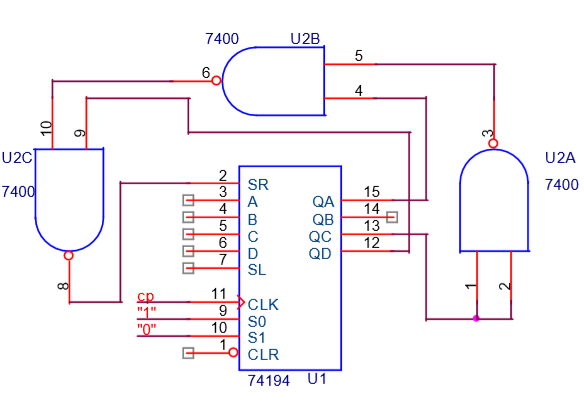 7400 U2B
5
6
4
10
9
3
U2C
7400
U2A
7400
2 SR
3 A QA 15
4 B QB 14
5 C QC 13
6 D QD 12
7 SL
8
1
2
cp 11 CLK
"1" 9 S0
"0" 10 S1
1 CLR
74194 U1